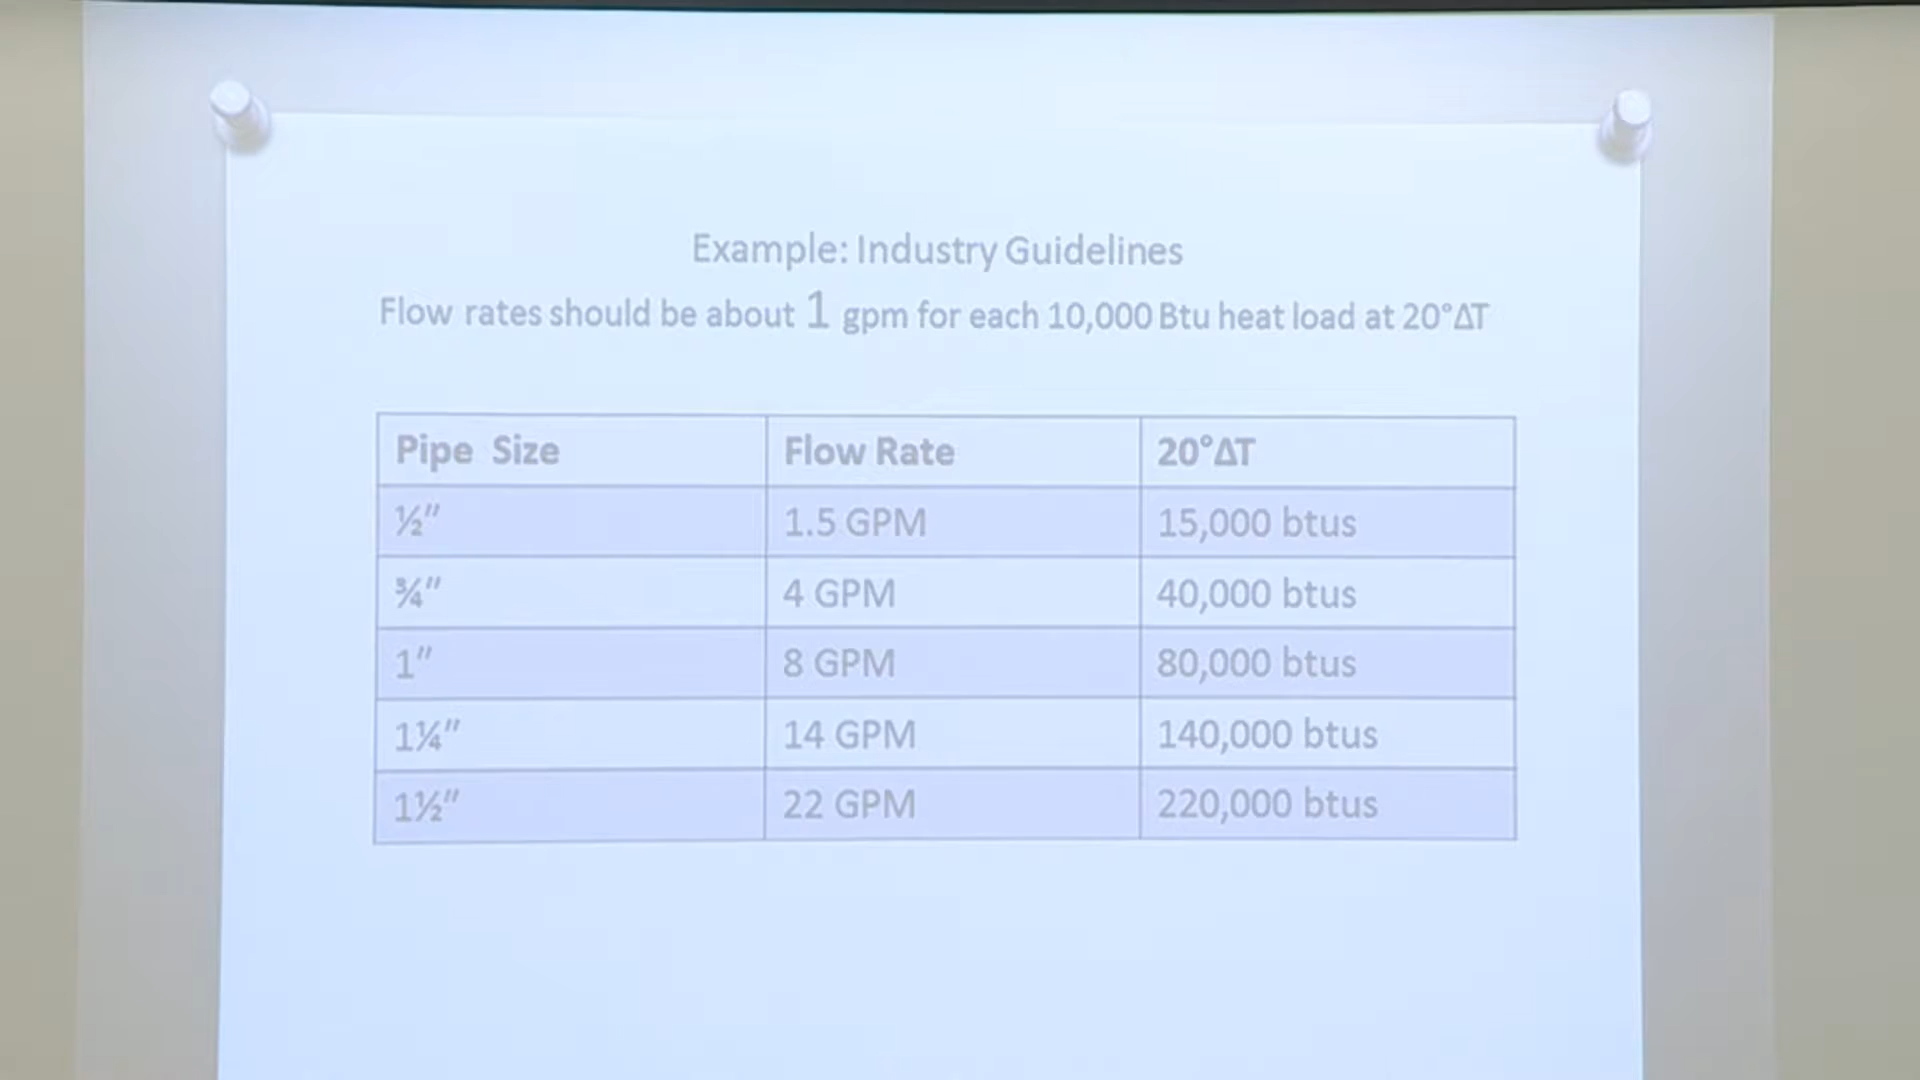 Example: Industry Guidelines
Flow rates should be about 1 gpm for each 10,000 Btu heat load at 20°ΔT
Pipe Size Flow Rate 20°ΔT
½" 1.5 GPM 15,000 btus
¾" 4 GPM 40,000 btus
1" 8 GPM 80,000 btus
1¼" 14 GPM 140,000 btus
1½" 22 GPM 220,000 btus